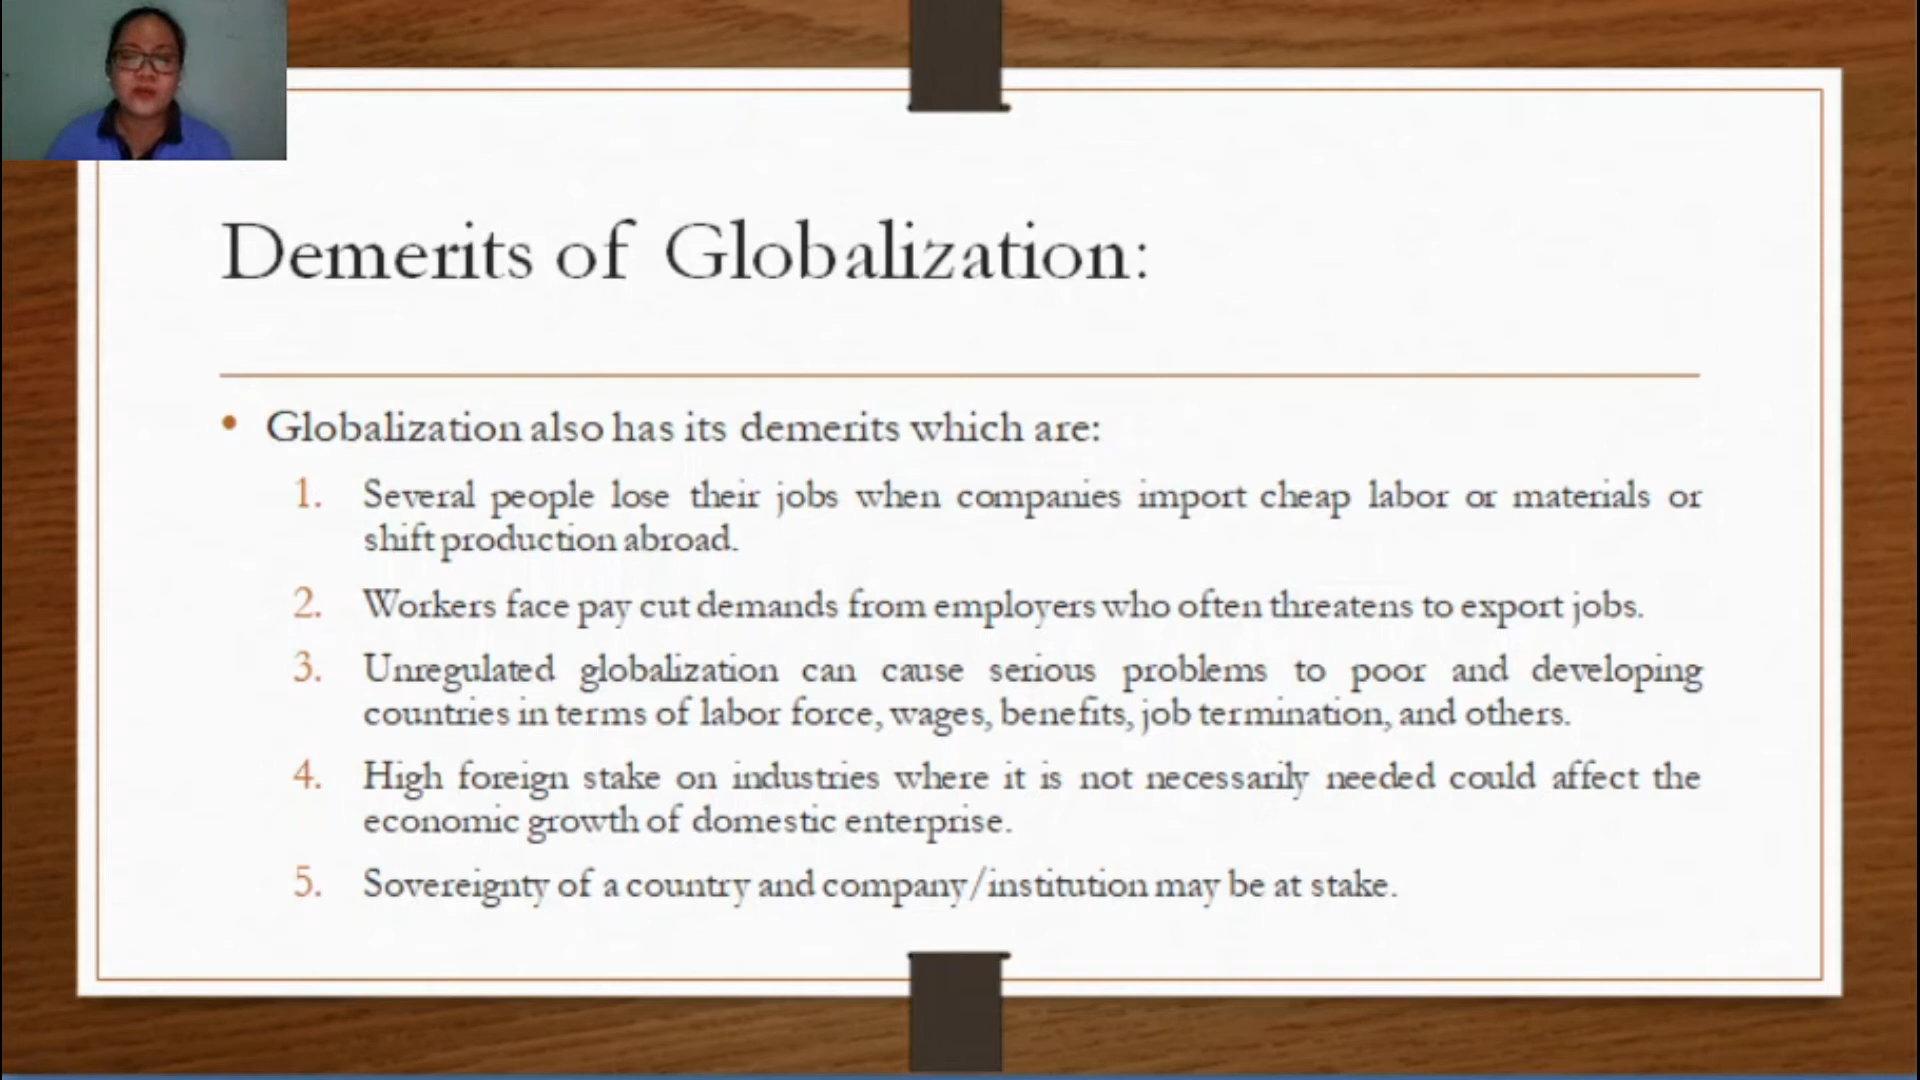 Demerits of Globalization:
• Globalization also has its demerits which are:
1. Several people lose their jobs when companies import cheap labor or materials or
shift production abroad.
2. Workers face pay cut demands from employers who often threatens to export jobs.
3. Unregulated globalization can cause serious problems to poor and developing
countries in terms of labor force, wages, benefits, job termination, and others.
4. High foreign stake on industries where it is not necessarily needed could affect the
economic growth of domestic enterprise.
5. Sovereignty of a country and company/institution may be at stake.